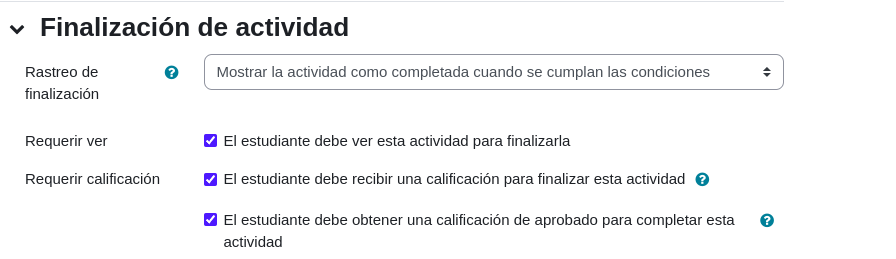 Finalización de actividad
Rastreo de
finalización
Mostrar la actividad como completada cuando se cumplan las condiciones
Requerir ver
El estudiante debe ver esta actividad para finalizarla
Requerir calificación
El estudiante debe recibir una calificación para finalizar esta actividad
El estudiante debe obtener una calificación de aprobado para completar esta
actividad